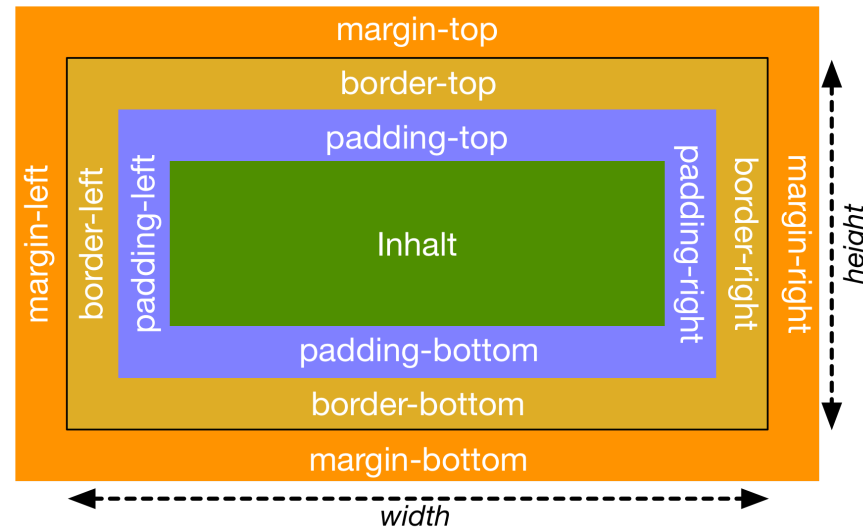 margin-top
border-top
padding-top
margin-left
border-left
padding-left
Inhalt
padding-right
border-right
margin-right
height
padding-bottom
border-bottom
margin-bottom
width